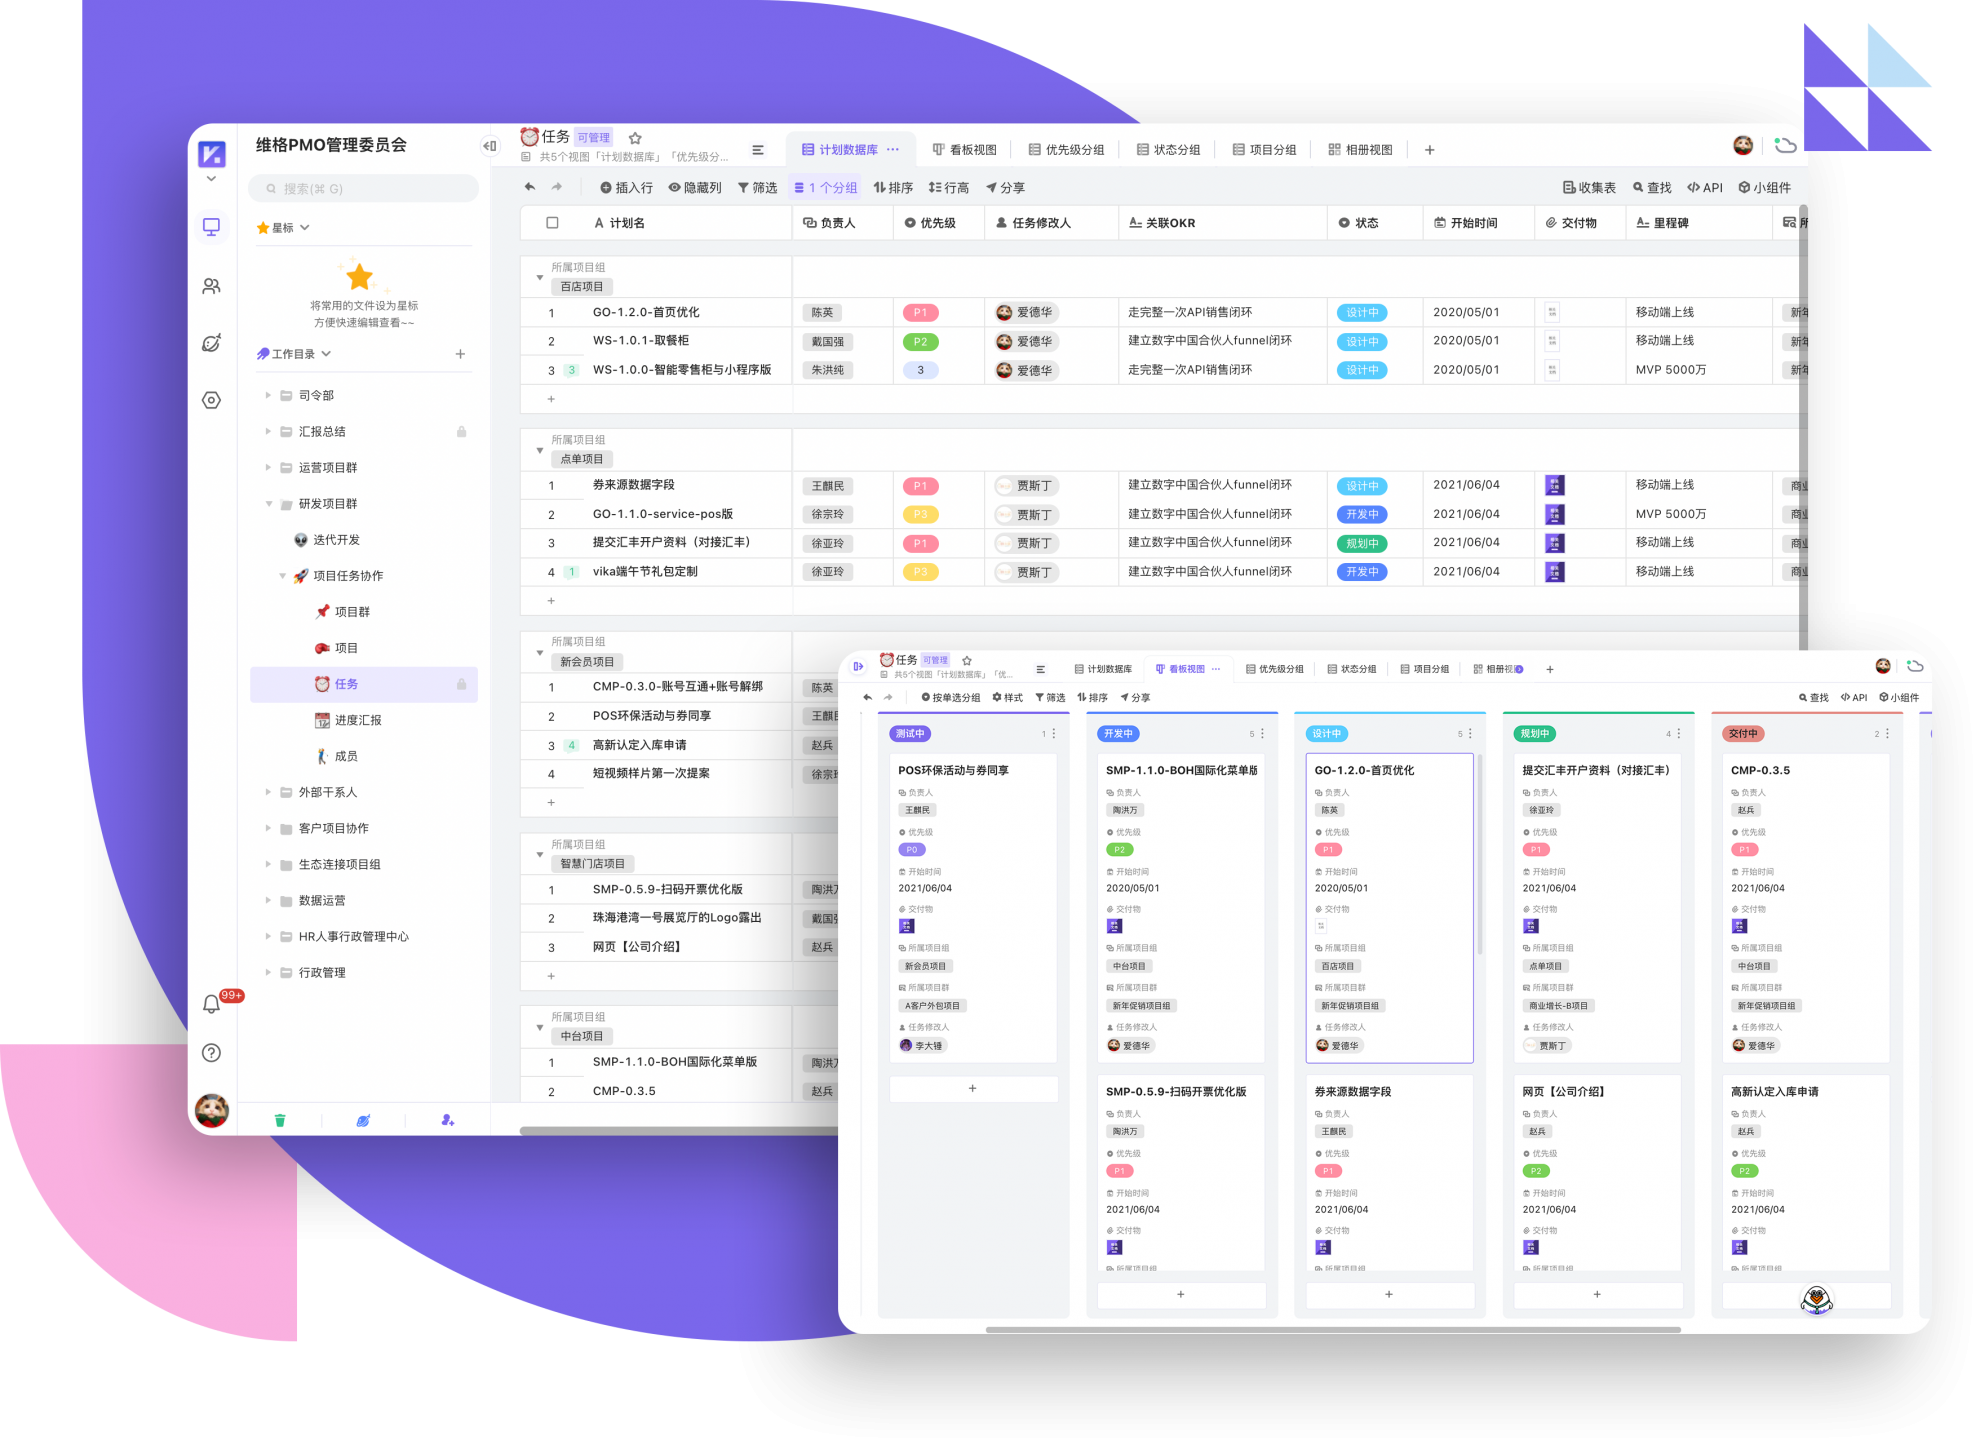 维格PMO管理委员会
搜索(⌘ G)
星标
将常用的文件设为星标
方便快速编辑查看~~
工作目录
司令部
汇报总结
运营项目群
研发项目群
迭代开发
项目任务协作
项目群
项目
任务
进度汇报
成员
外部干系人
客户项目协作
生态连接项目组
数据运营
HR人事行政管理中心
行政管理
99+
任务 可管理
共5个视图「计划数据库」「优先级分...
计划数据库 看板视图 优先级分组 状态分组 项目分组 相册视图
插入行 隐藏列 筛选 1 个分组 排序 行高 分享 收集表 查找 API 小组件
计划名 负责人 优先级 任务修改人 关联OKR 状态 开始时间 交付物 里程碑 所
所属项目组
百店项目
1 GO-1.2.0-首页优化 陈英 P1 爱德华 走完整一次API销售闭环 设计中 2020/05/01 移动端上线 新年
2 WS-1.0.1-取餐柜 戴国强 P2 爱德华 建立数字中国合伙人funnel闭环 设计中 2020/05/01 移动端上线 新年
3 3 WS-1.0.0-智能零售柜与小程序版 朱洪纯 3 爱德华 走完整一次API销售闭环 设计中 2020/05/01 MVP 5000万 新年
所属项目组
点单项目
1 券来源数据字段 王麒民 P1 贾斯丁 建立数字中国合伙人funnel闭环 设计中 2021/06/04 移动端上线 商业
2 GO-1.1.0-service-pos版 徐宗玲 P3 贾斯丁 建立数字中国合伙人funnel闭环 开发中 2021/06/04 MVP 5000万 商业
3 提交汇丰开户资料（对接汇丰） 徐亚玲 P1 贾斯丁 建立数字中国合伙人funnel闭环 规划中 2021/06/04 移动端上线 商业
4 1 vika端午节礼包定制 徐亚玲 P3 贾斯丁 建立数字中国合伙人funnel闭环 开发中 2021/06/04 移动端上线 商业
所属项目组
新会员项目
1 CMP-0.3.0-账号互通+账号解绑 陈英
2 POS环保活动与券同享 王麒
3 4 高新认定入库申请 赵兵
4 短视频样片第一次提案 徐宗
所属项目组
智慧门店项目
1 SMP-0.5.9-扫码开票优化版 陶洪
2 珠海港湾一号展览厅的Logo露出 戴国
3 网页【公司介绍】 赵兵
所属项目组
中台项目
1 SMP-1.1.0-BOH国际化菜单版 陶洪
2 CMP-0.3.5 赵兵
任务 可管理
共5个视图「计划数据库」「优...
计划数据库 看板视图 优先级分组 状态分组 项目分组 相册视
按单选分组 样式 筛选 排序 分享 查找 API 小组件
测试中 1
POS环保活动与券同享
负责人
王麒民
优先级
P0
开始时间
2021/06/04
交付物
所属项目组
新会员项目
所属项目群
A客户外包项目
任务修改人
李大锤
开发中 5
SMP-1.1.0-BOH国际化菜单版
负责人
陶洪万
优先级
P2
开始时间
2020/05/01
交付物
所属项目组
中台项目
所属项目群
新年促销项目组
任务修改人
爱德华
SMP-0.5.9-扫码开票优化版
负责人
陶洪万
优先级
P1
开始时间
2021/06/04
交付物
所属项目组
设计中 5
GO-1.2.0-首页优化
负责人
陈英
优先级
P1
开始时间
2020/05/01
交付物
所属项目组
百店项目
所属项目群
新年促销项目组
任务修改人
爱德华
券来源数据字段
负责人
王麒民
优先级
P1
开始时间
2021/06/04
交付物
所属项目组
规划中 4
提交汇丰开户资料（对接汇丰）
负责人
徐亚玲
优先级
P1
开始时间
2021/06/04
交付物
所属项目组
点单项目
所属项目群
商业增长-B项目
任务修改人
贾斯丁
网页【公司介绍】
负责人
赵兵
优先级
P2
开始时间
2021/06/04
交付物
所属项目组
交付中 2
CMP-0.3.5
负责人
赵兵
优先级
P1
开始时间
2021/06/04
交付物
所属项目组
中台项目
所属项目群
新年促销项目组
任务修改人
爱德华
高新认定入库申请
负责人
赵兵
优先级
P2
开始时间
2021/06/04
交付物
所属项目组